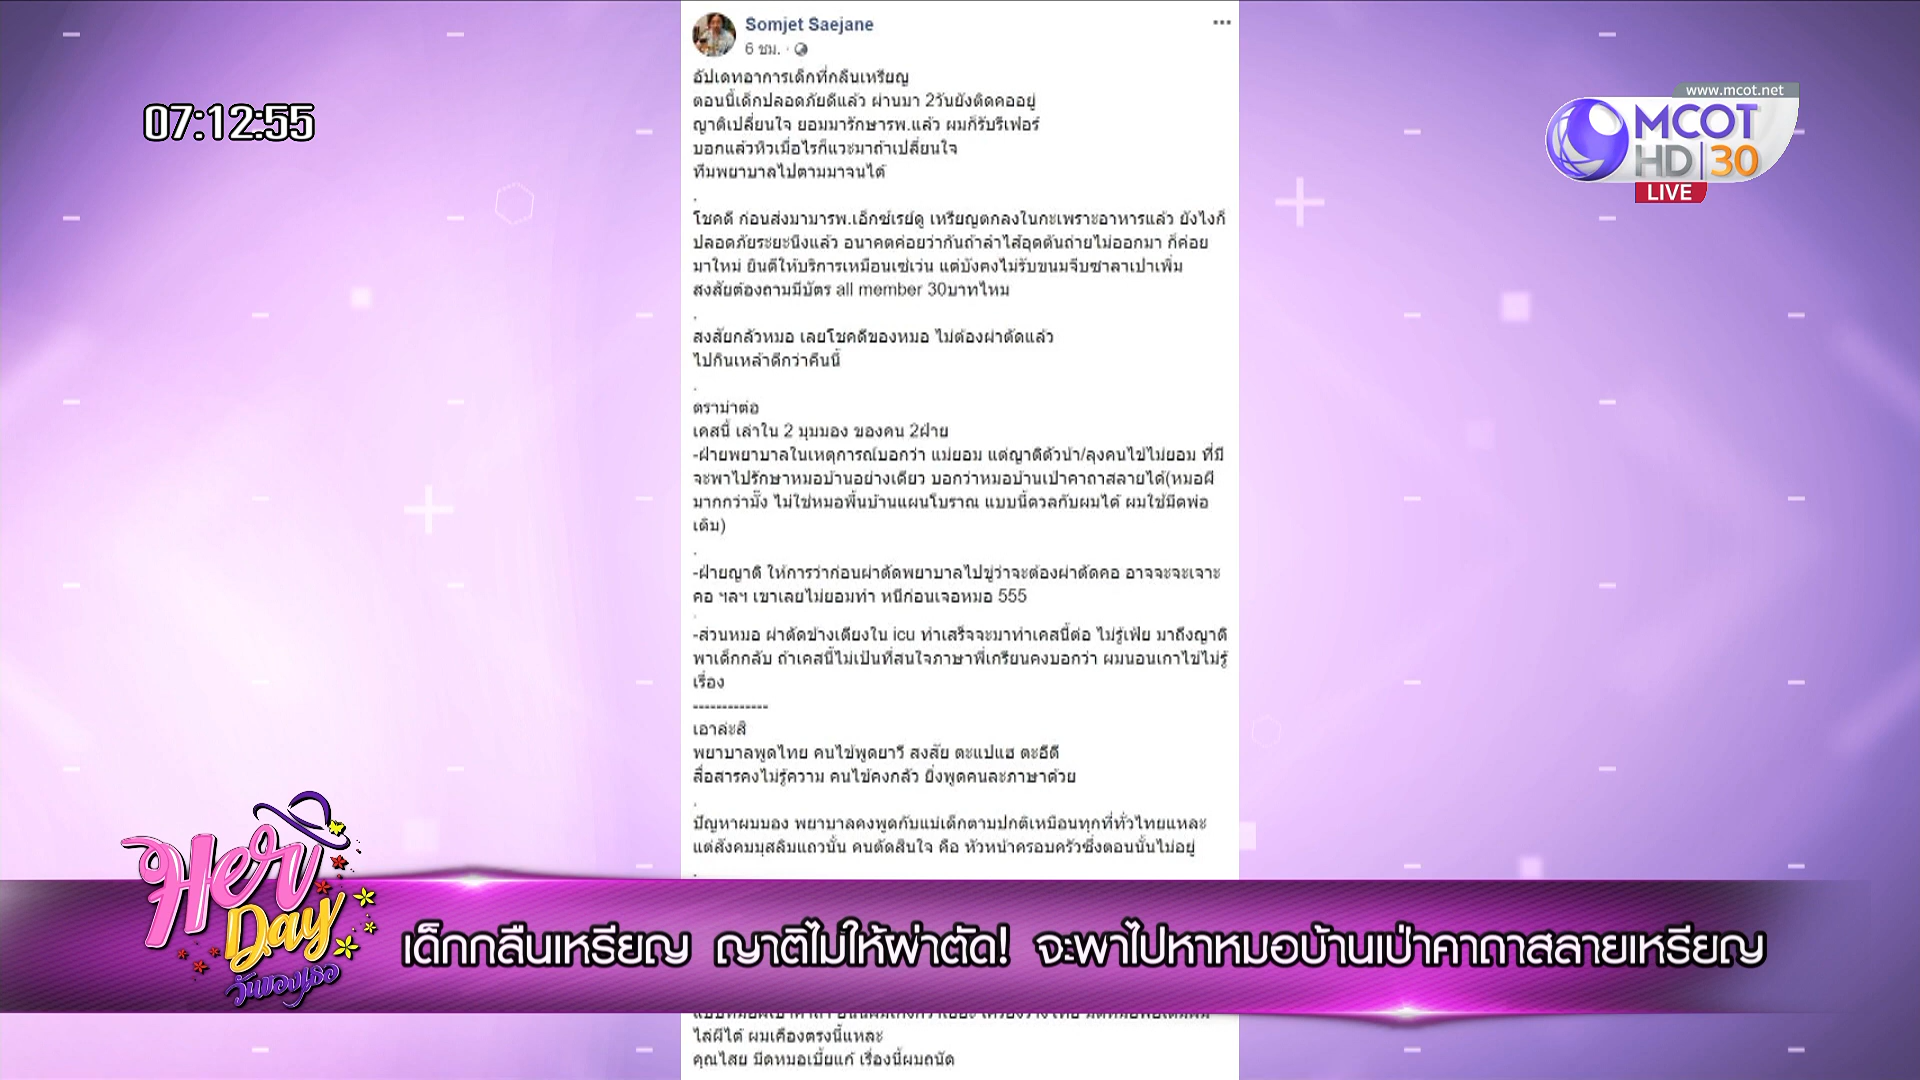 Somjet Saejane
6 ชม.
07:12:55
www.mcot.net
MCOT
HD 30
LIVE
อัปเดทอาการเด็กที่กลืนเหรียญ
ตอนนี้เด็กปลอดภัยดีแล้ว ผ่านมา 2วันยังติดคออยู่
ญาติเปลี่ยนใจ ยอมมารักษารพ.แล้ว ผมก็รับรีเฟอร์
บอกแล้วหิวเมื่อไรก็แวะมาถ้าเปลี่ยนใจ
ทีมพยาบาลไปตามมาจนได้
.
โชคดี ก่อนส่งมามารพ.เอ็กซ์เรย์ดู เหรียญตกลงในกะเพราะอาหารแล้ว ยังไงก็
ปลอดภัยระยะนึงแล้ว อนาคตค่อยว่ากันถ้าลำไส้อุดตันถ่ายไม่ออกมา ก็ค่อย
มาใหม่ ยินดีให้บริการเหมือนเซเว่น แต่บังคงไม่รับขนมจีบซาลาเปาเพิ่ม
สงสัยต้องถามมีบัตร all member 30บาทไหม
.
สงสัยกลัวหมอ เลยโชคดีของหมอ ไม่ต้องผ่าตัดแล้ว
ไปกินเหล้าดีกว่าคืนนี้
.
ดราม่าต่อ
เคสนี้ เล่าใน 2 มุมมอง ของคน 2ฝ่าย
-ฝ่ายพยาบาลในเหตุการณ์บอกว่า แม่ยอม แต่ญาติตัวน้า/ลุงคนไข้ไม่ยอม ที่มี
จะพาไปรักษาหมอบ้านอย่างเดียว บอกว่าหมอบ้านเป่าคาถาสลายได้(หมอผี
มากกว่ามั๊ง ไม่ใช่หมอพื้นบ้านแผนโบราณ แบบนี้ดวลกับผมได้ ผมใช้มีดพ่อ
เดิม)
.
-ฝ่ายญาติ ให้การว่าก่อนผ่าตัดพยาบาลไปขู่ว่าจะต้องผ่าตัดคอ อาจจะจะเจาะ
คอ ฯลฯ เขาเลยไม่ยอมทำ หนีก่อนเจอหมอ 555
.
-ส่วนหมอ ผ่าตัดข้างเตียงใน icu ทำเสร็จจะมาทำเคสนี้ต่อ ไม่รู้เฟ้ย มาถึงญาติ
พาเด็กกลับ ถ้าเคสนี้ไม่เป้นที่สนใจภาษาพี่เกรียนคงบอกว่า ผมนอนเกาไข่ไม่รู้
เรื่อง
-------------
เอาล่ะสิ
พยาบาลพูดไทย คนไข้พูดยาวี สงสัย ตะแปแฮ ตะอีดี
สื่อสารคงไม่รู้ความ คนไข้คงกลัว ยิ่งพูดคนละภาษาด้วย
.
ปัญหาผมมอง พยาบาลคงพูดกับแม่เด็กตามปกติเหมือนทุกที่ทั่วไทยแหละ
แต่สังคมมุสลิมแถวนั้น คนตัดสินใจ คือ หัวหน้าครอบครัวซึ่งตอนนั้นไม่อยู่
.
Her Day
วันของเธอ
เด็กกลืนเหรียญ ญาติไม่ให้ผ่าตัด! จะพาไปหาหมอบ้านเป่าคาถาสลายเหรียญ
ไล่ผีได้ ผมเคืองตรงนี้แหละ
คุณไสย มีดหมอเบี้ยแก้ เรื่องนี้ผมถนัด